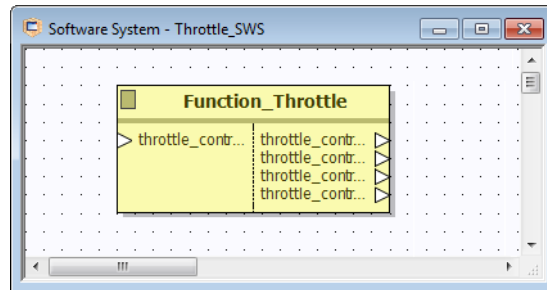 Software System - Throttle_SWS
Function_Throttle
throttle_contr... throttle_contr...
throttle_contr...
throttle_contr...
throttle_contr...